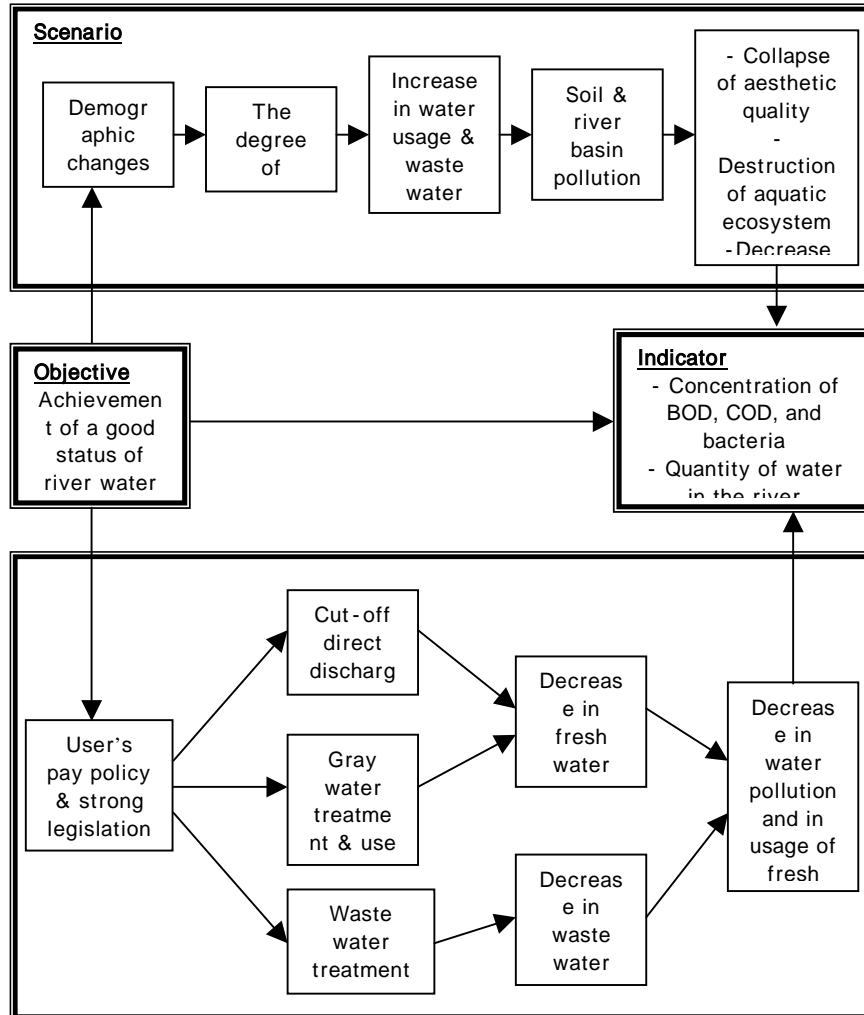 Scenario
Demogr
aphic
changes
The
degree
of
Increase
in water
usage &
waste
water
Soil &
river
basin
pollution
- Collapse
of aesthetic
quality
-
Destruction
of aquatic
ecosystem
-Decrease
Objective
Achievemen
t of a good
status of
river water
Indicator
- Concentration of
BOD, COD, and
bacteria
- Quantity of water
in the river
User's
pay policy
& strong
legislation
Cut-off
direct
discharg
Gray
water
treatme
nt & use
Waste
water
treatment
Decreas
e in
fresh
water
Decreas
e in
waste
water
Decreas
e in
water
pollution
and in
usage of
fresh